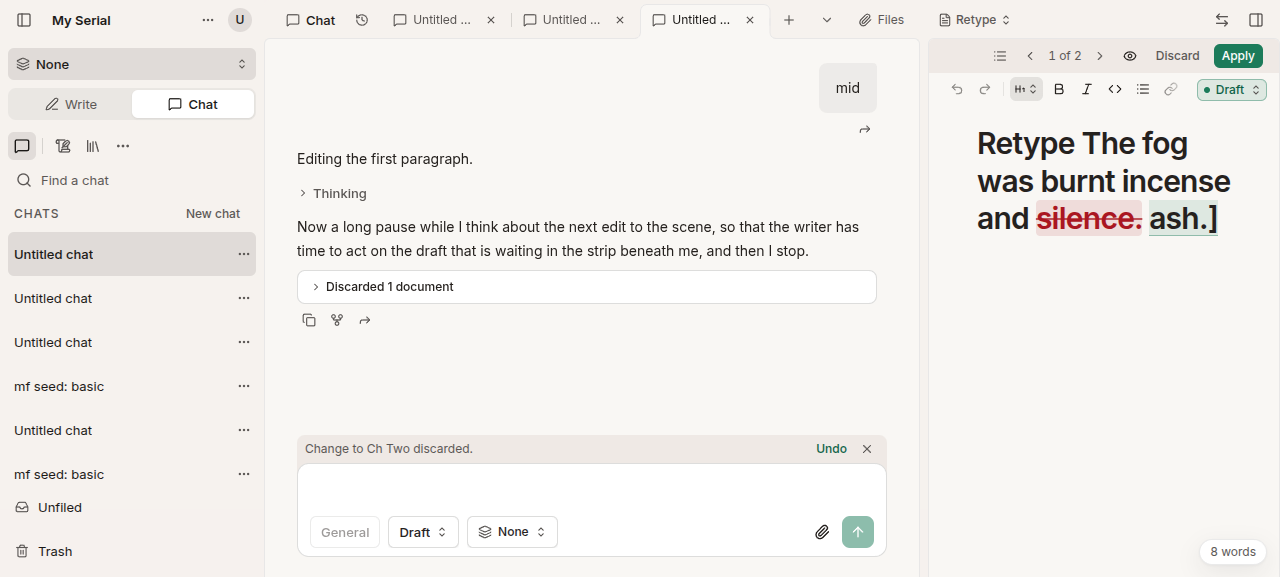 My Serial
U
None
Write
Chat
Find a chat
CHATS
New chat
Untitled chat
Untitled chat
Untitled chat
mf seed: basic
Untitled chat
mf seed: basic
Unfiled
Trash
Chat
Untitled ...
Untitled ...
Untitled ...
Files
mid
Editing the first paragraph.
Thinking
Now a long pause while I think about the next edit to the scene, so that the writer has
time to act on the draft that is waiting in the strip beneath me, and then I stop.
Discarded 1 document
Change to Ch Two discarded.
Undo
General
Draft
None
Retype
1 of 2
Discard
Apply
H1
B
I
Draft
Retype The fog
was burnt incense
and silence. ash.]
8 words